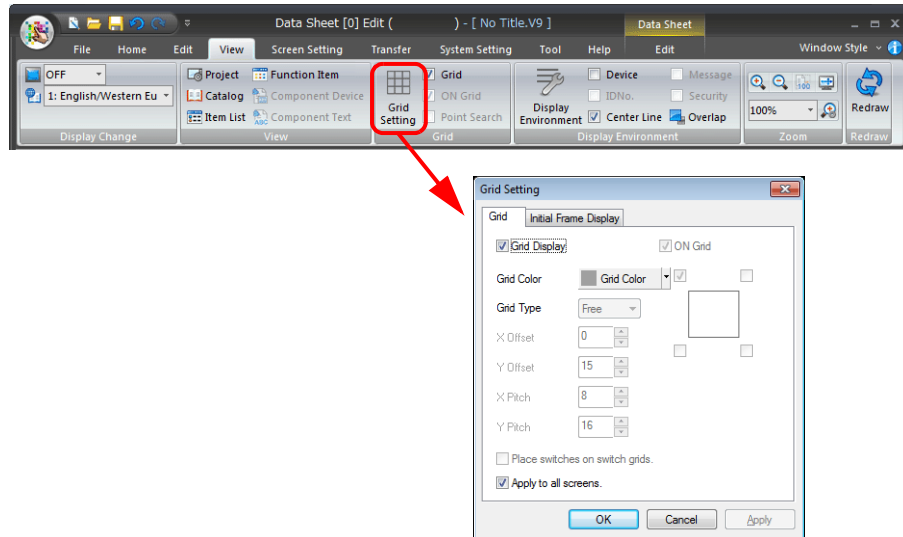 Data Sheet [0] Edit ( ) - [ No Title.V9 ]
Data Sheet
File Home Edit View Screen Setting Transfer System Setting Tool Help Edit Window Style
OFF
1: English/Western Eu
Display Change
Project Function Item
Catalog Component Device
Item List Component Text
View
Grid Setting
Grid
ON Grid
Point Search
Grid
Display Environment
Device Message
IDNo. Security
Center Line Overlap
Display Environment
100
100%
Zoom
Redraw
Redraw
Grid Setting
Grid Initial Frame Display
Grid Display ON Grid
Grid Color Grid Color
Grid Type Free
X Offset 0
Y Offset 15
X Pitch 8
Y Pitch 16
Place switches on switch grids.
Apply to all screens.
OK Cancel Apply